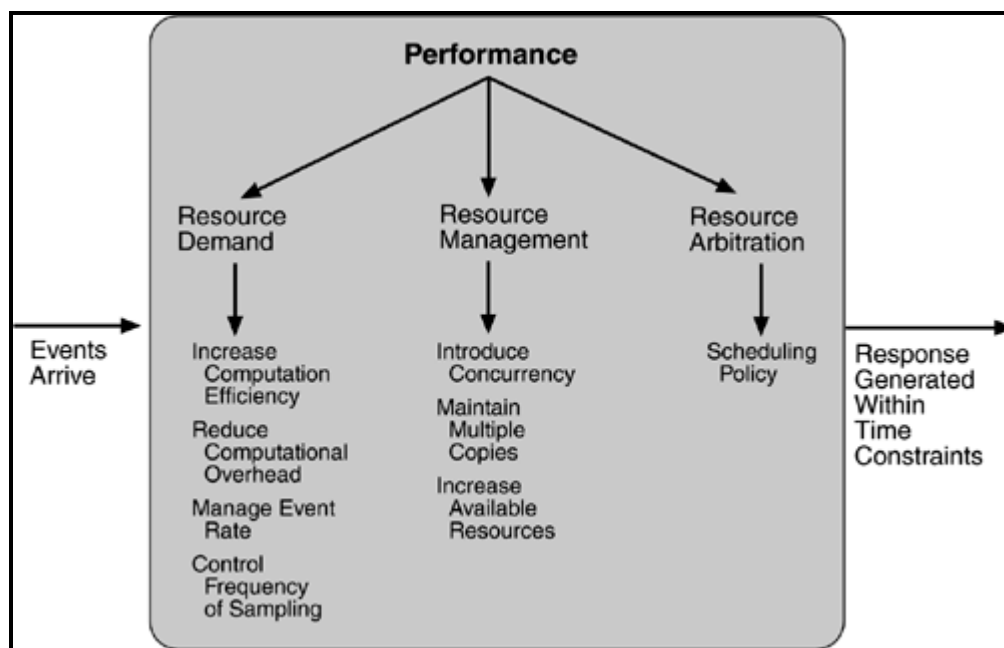 Performance
Resource
Demand
Resource
Management
Resource
Arbitration
Events
Arrive
Increase
Computation
Efficiency
Reduce
Computational
Overhead
Manage Event
Rate
Control
Frequency
of Sampling
Introduce
Concurrency
Maintain
Multiple
Copies
Increase
Available
Resources
Scheduling
Policy
Response
Generated
Within
Time
Constraints